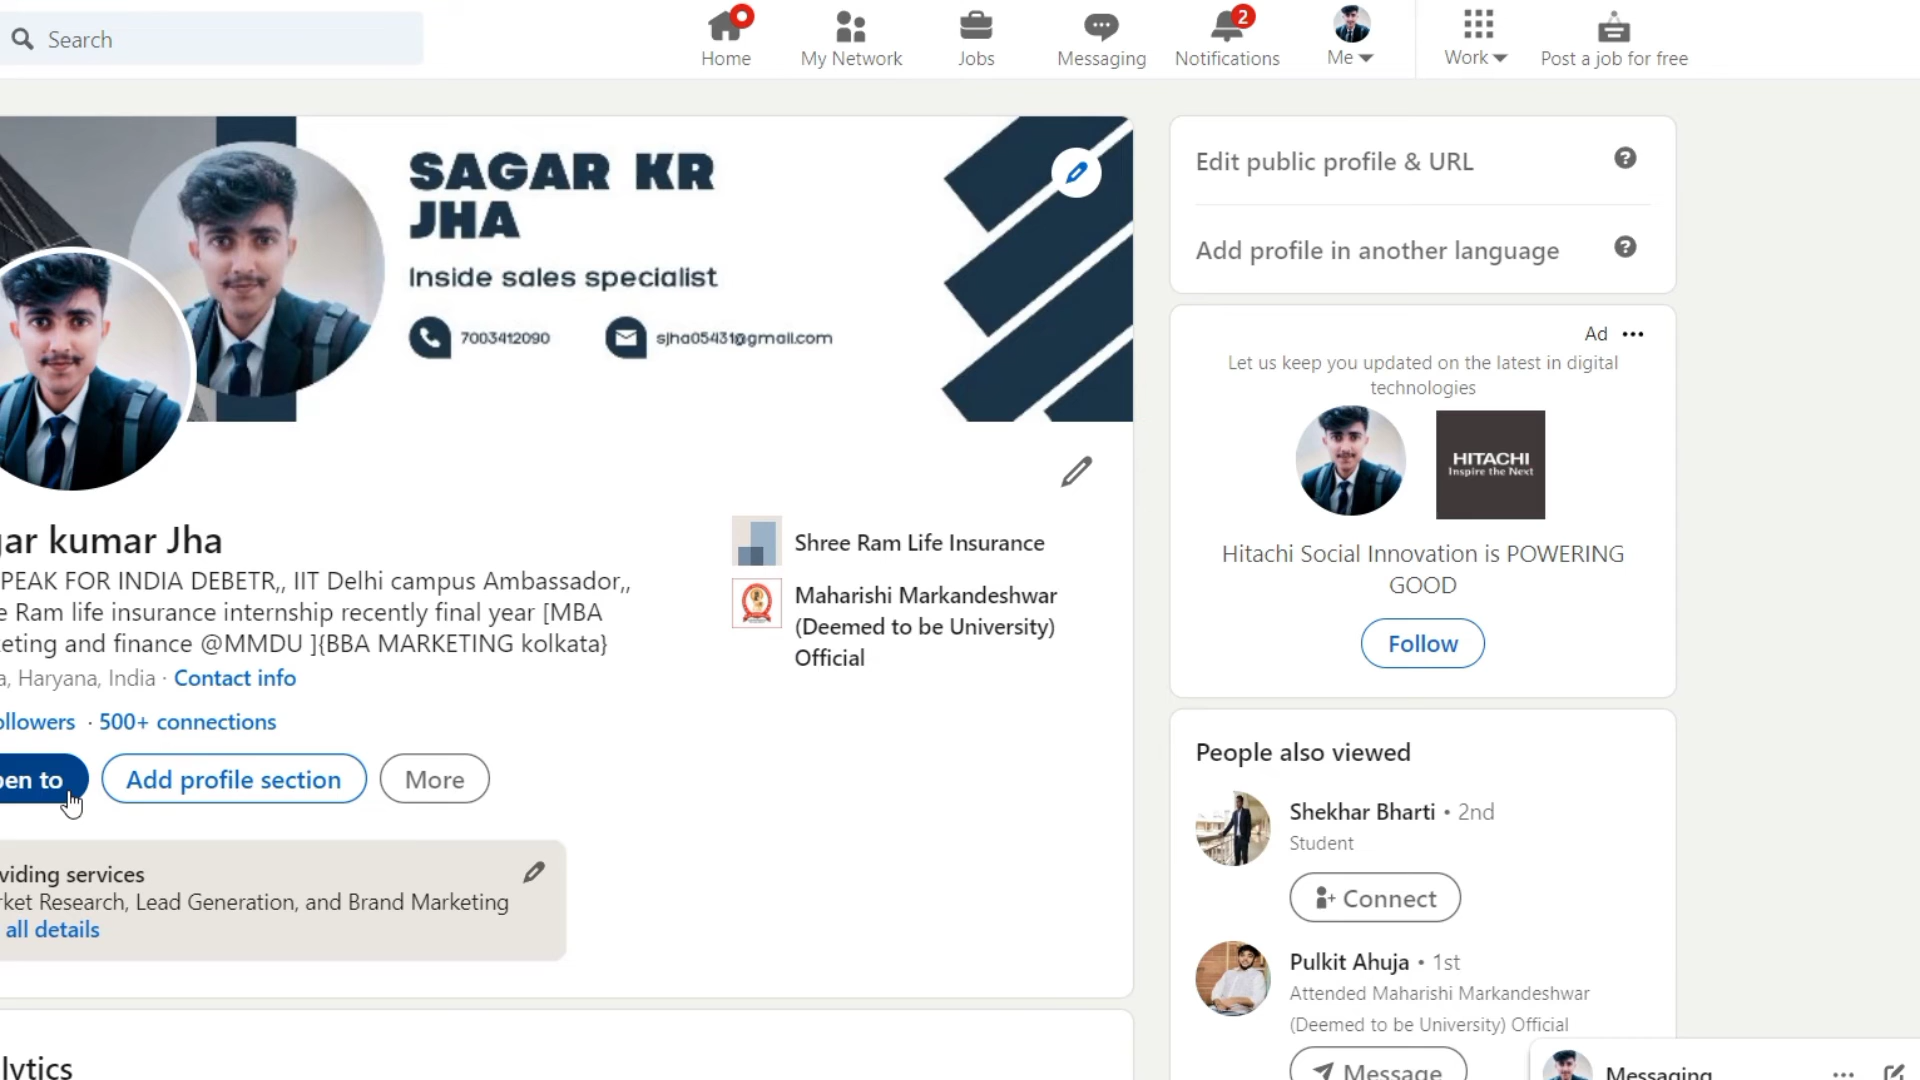 Search
Home
My Network
Jobs
Messaging
2
Notifications
Me
Work
Post a job for free
SAGAR KR
JHA
Inside sales specialist
7003412090
sjha05431@gmail.com
gar kumar Jha
PEAK FOR INDIA DEBETR,, IIT Delhi campus Ambassador,,
e Ram life insurance internship recently final year [MBA
keting and finance @MMDU ]{BBA MARKETING kolkata}
a, Haryana, India · Contact info
ollowers · 500+ connections
pen to
Add profile section
More
Shree Ram Life Insurance
Maharishi Markandeshwar
(Deemed to be University)
Official
viding services
rket Research, Lead Generation, and Brand Marketing
all details
lytics
Edit public profile & URL
Add profile in another language
Ad
Let us keep you updated on the latest in digital
technologies
HITACHI
Inspire the Next
Hitachi Social Innovation is POWERING
GOOD
Follow
People also viewed
Shekhar Bharti • 2nd
Student
Connect
Pulkit Ahuja • 1st
Attended Maharishi Markandeshwar
(Deemed to be University) Official
Message
Messaging